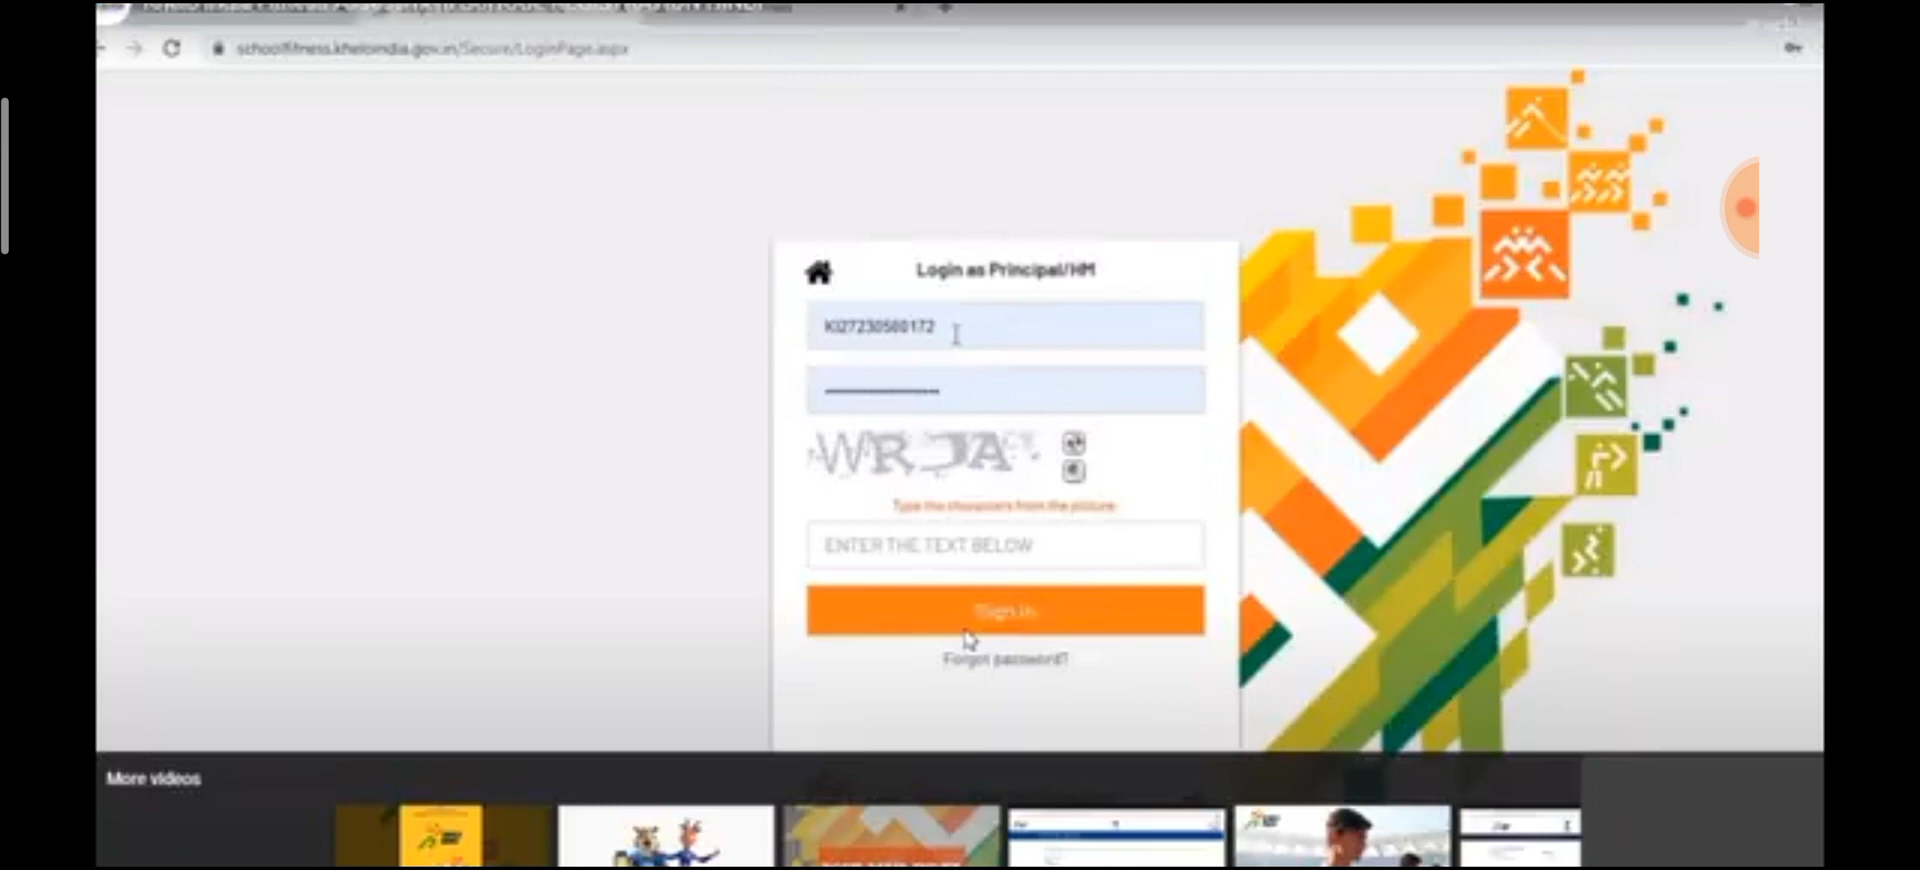 schoolfitness.kheloindia.gov.in/Secure/LoginPage.aspx
Login as Principal/HM
KI27230500172
WRJA
Type the characters from the picture:
ENTER THE TEXT BELOW
Sign In
Forgot password?
More videos